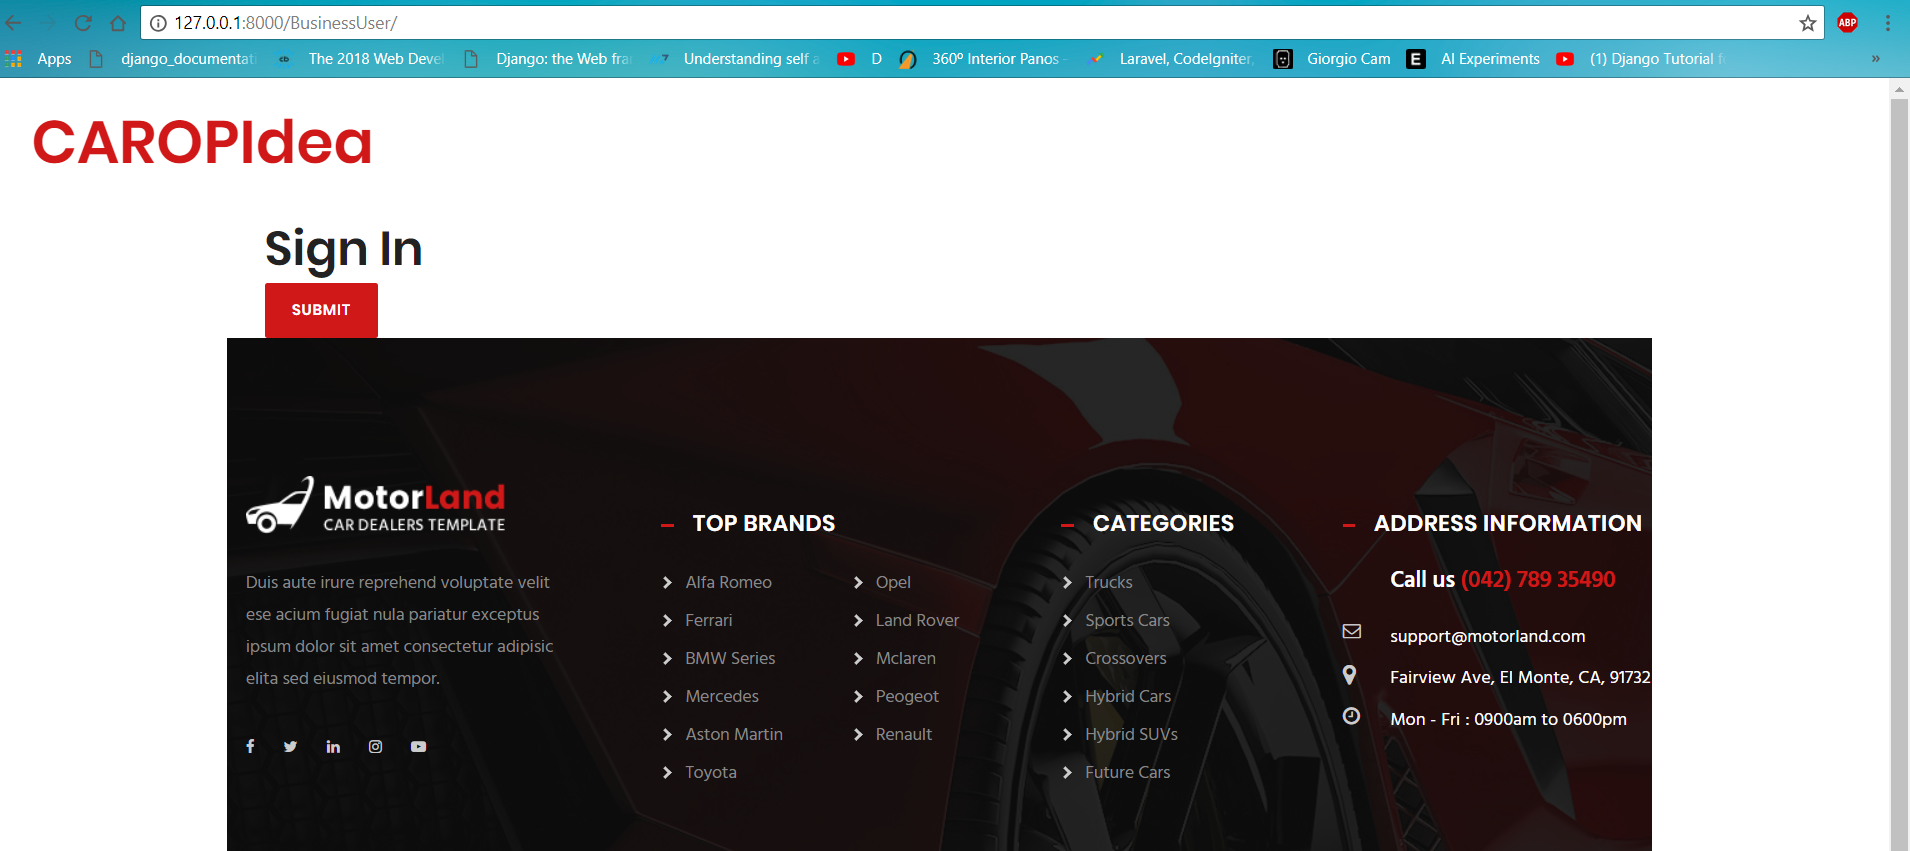 127.0.0.1:8000/BusinessUser/
ABP
Apps
django_documentati
The 2018 Web Devel
Django: the Web fra
Understanding self a
D
360º Interior Panos -
Laravel, CodeIgniter,
Giorgio Cam
E
AI Experiments
(1) Django Tutorial f
»
CAROPIdea
Sign In
SUBMIT
MotorLand
CAR DEALERS TEMPLATE
Duis aute irure reprehend voluptate velit
ese acium fugiat nula pariatur exceptus
ipsum dolor sit amet consectetur adipisic
elita sed eiusmod tempor.
TOP BRANDS
Alfa Romeo
Ferrari
BMW Series
Mercedes
Aston Martin
Toyota
Opel
Land Rover
Mclaren
Peogeot
Renault
CATEGORIES
Trucks
Sports Cars
Crossovers
Hybrid Cars
Hybrid SUVs
Future Cars
ADDRESS INFORMATION
Call us (042) 789 35490
support@motorland.com
Fairview Ave, El Monte, CA, 91732
Mon - Fri : 0900am to 0600pm